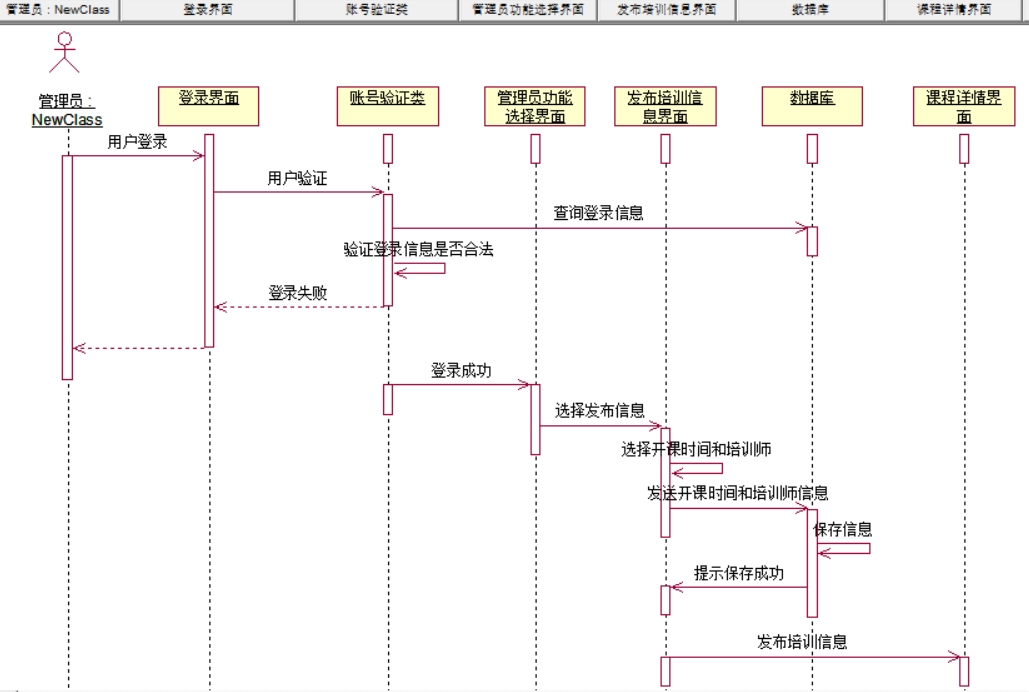 管理员：NewClass
登录界面
账号验证类
管理员功能选择界面
发布培训信息界面
数据库
课程详情界面
管理员：
NewClass
登录界面
账号验证类
管理员功能
选择界面
发布培训信
息界面
数据库
课程详情界
面
用户登录
用户验证
查询登录信息
验证登录信息是否合法
登录失败
登录成功
选择发布信息
选择开课时间和培训师
发送开课时间和培训师信息
保存信息
提示保存成功
发布培训信息